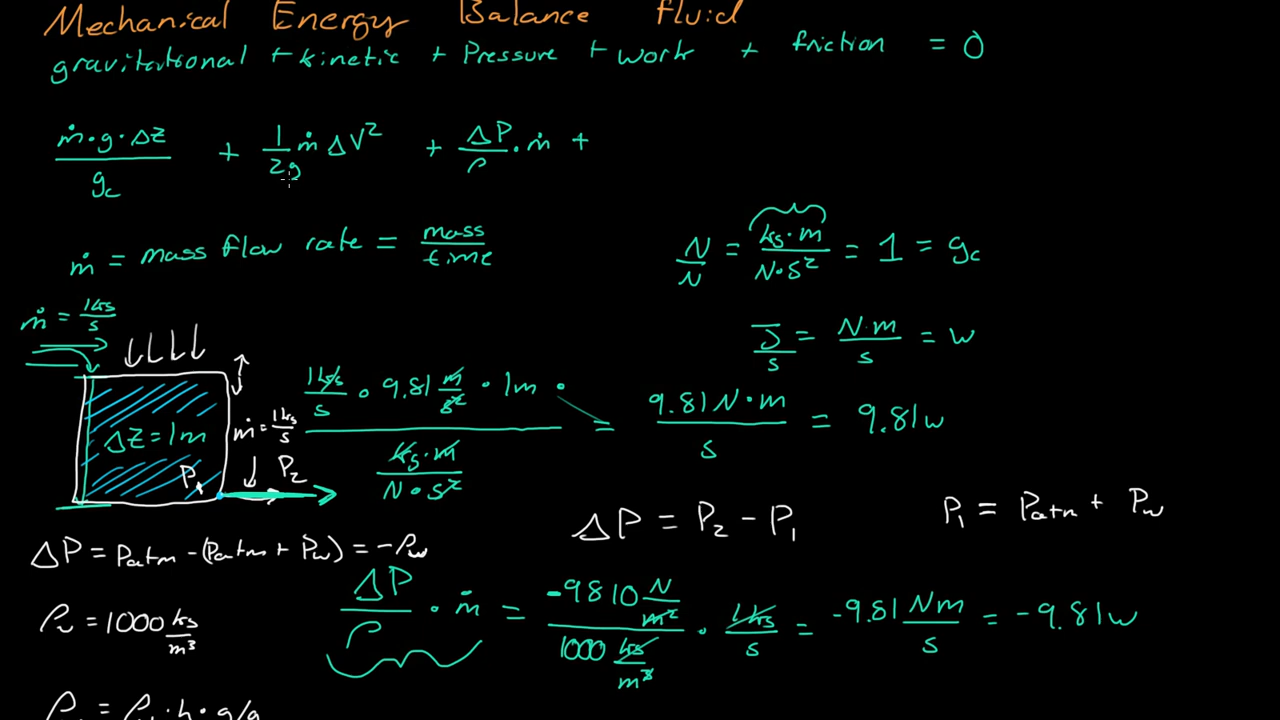 Mechanical Energy Balance fluid
gravitational + kinetic + Pressure + work + friction = 0
ṁ·g·ΔZ/g_c + 1/2g ṁ ΔV² + ΔP/ρ · ṁ +
ṁ = mass flow rate = mass/time
N/N = kg·m/N·s² = 1 = g_c
ṁ = 1kg/s
J/s = N·m/s = w
1kg/s · 9.81 m/s² · 1m · / kg·m/N·s² = 9.81 N·m/s = 9.81w
ΔZ=1m
ṁ = 1kg/s
P₁
P₂
ΔP = P₂ - P₁
P₁ = Patm + Pw
ΔP = Patm - (Patm + Pw) = -Pw
ΔP/ρ · ṁ = -9810 N/m² / 1000 kg/m³ · 1kg/s = -9.81 Nm/s = -9.81w
ρw = 1000 kg/m³